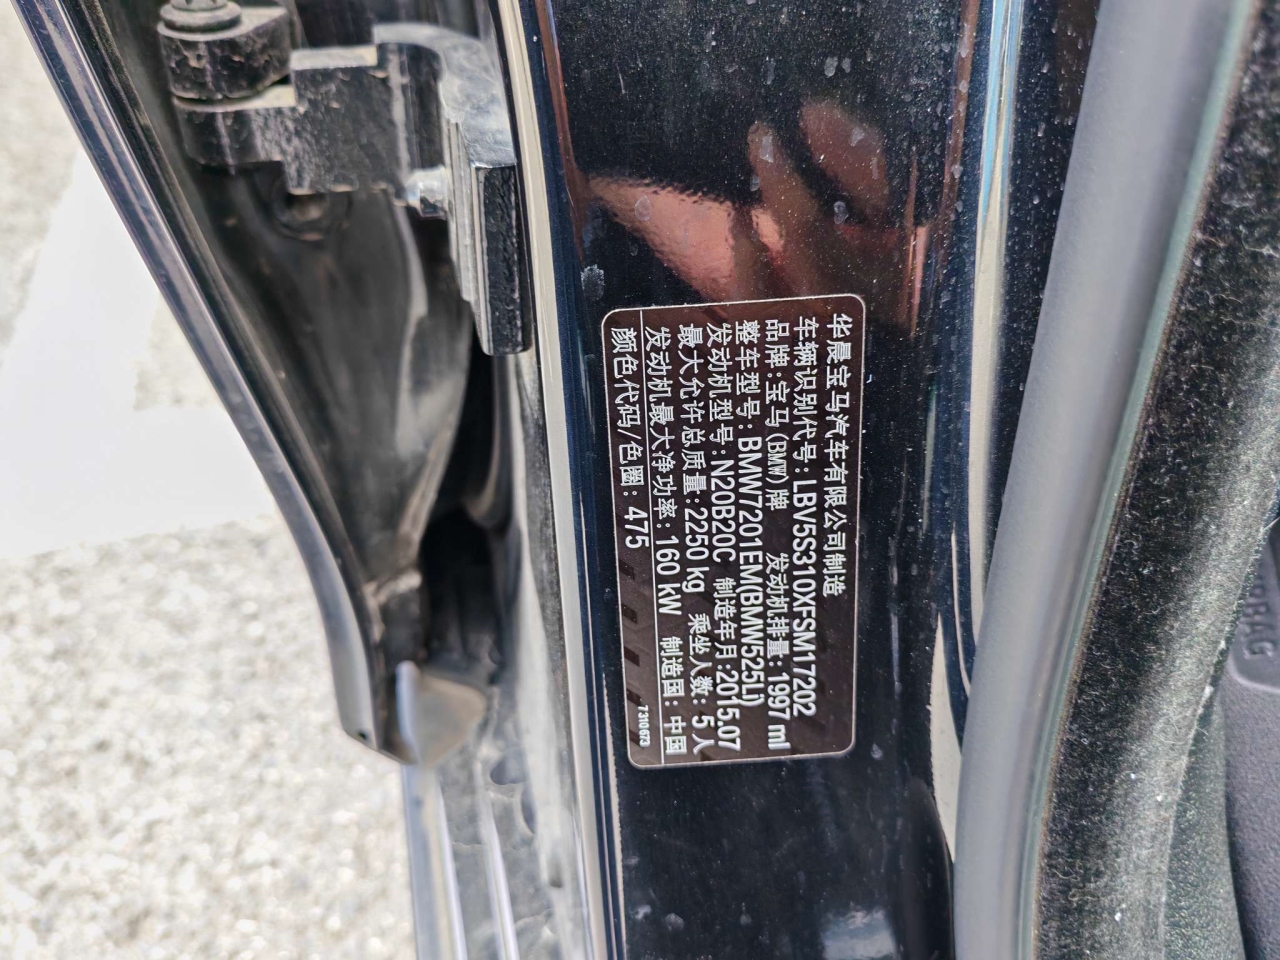 华晨宝马汽车有限公司制造
车辆识别代号:LBV5S310XFSM17202
品牌:宝马(BMW)牌 发动机排量:1997 ml
整车型号:BMW7201EM(BMW525Li)
发动机型号:N20B20C 制造年月:2015.07
最大允许总质量:2250 kg 乘坐人数: 5人
发动机最大净功率: 160 kW 制造国: 中国
颜色代码/色圈: 475
7310673